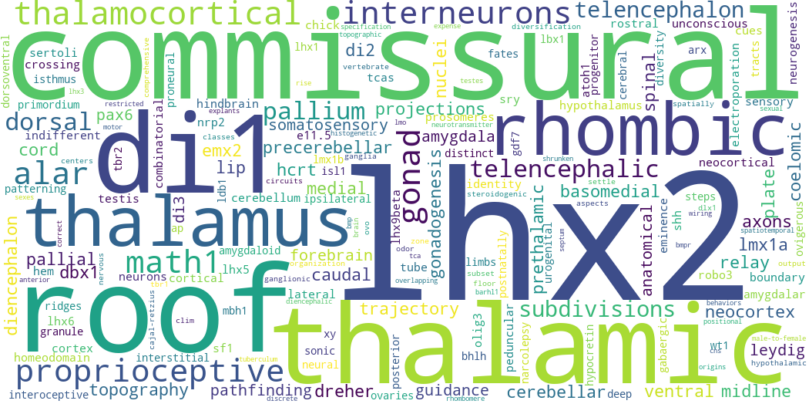 thalamocortical interneurons telencephalon
chick specification topographic expense diversification rostral unconscious
commissural
dorsoventral sertoli crossing isthmus lhx1 di2 vertebrate testes tcas nuclei fates lbx1 diversity cerebral atoh1 progenitor arx cues tracts neurogenesis
comprehensive rise
primordium lhx3 proneural restricted hindbrain pallium projections sry spinal hypothalamus spatially sensory sexual
dorsal pax6 motor explants nrp2 somatosensory e11.5 histogenetic lmo prosomeres neurotransmitter gdf7 electroporation
indifferent di1 classes emx2 precerebellar ganglia amygdala rhombic
cord tbr2 combinatorial lmx1b distinct shrunken neocortical coelomic
alar centers ldb1 lip hcrt isl1 circuits gonad telencephalic plate
patterning sexes testis cerebellum medial ipsilateral identity settle basomedial steps
thalamus correct di3 ap bmp brain ovo lhx9beta steroidogenic aspects eminence shh dlx1 wiring axons
pallial nervous amygdaloid forebrain gonadogenesis lhx2 prethalamic urogenital anatomical lmx1a ovigerous
diencephalon hem dbx1 neurons cortical lhx5 caudal odor tca tube limbs septum bmpr robo3 spatiotemporal relay
anterior math1 organization zone postnatally subset floor amygdalar boundary
ridges lhx6 tor1 ganglionic diencephalic lateral overlapping barhl1 output
roof granule cajal-retzius clim mbh1 trajectory subdivisions neocortex
cortex sf1 thalamic xy olig3 peduncular narcolepsy hypocretin gabaergic wt1 behaviors positional
homeodomain interstitial sonic posterior bhlh cns leydig male-to-female
proprioceptive tuberculum neural pathfinding dreher guidance cerebellar origins hypothalamic
interoceptive topography discrete ovaries rhombomere deep ventral midline